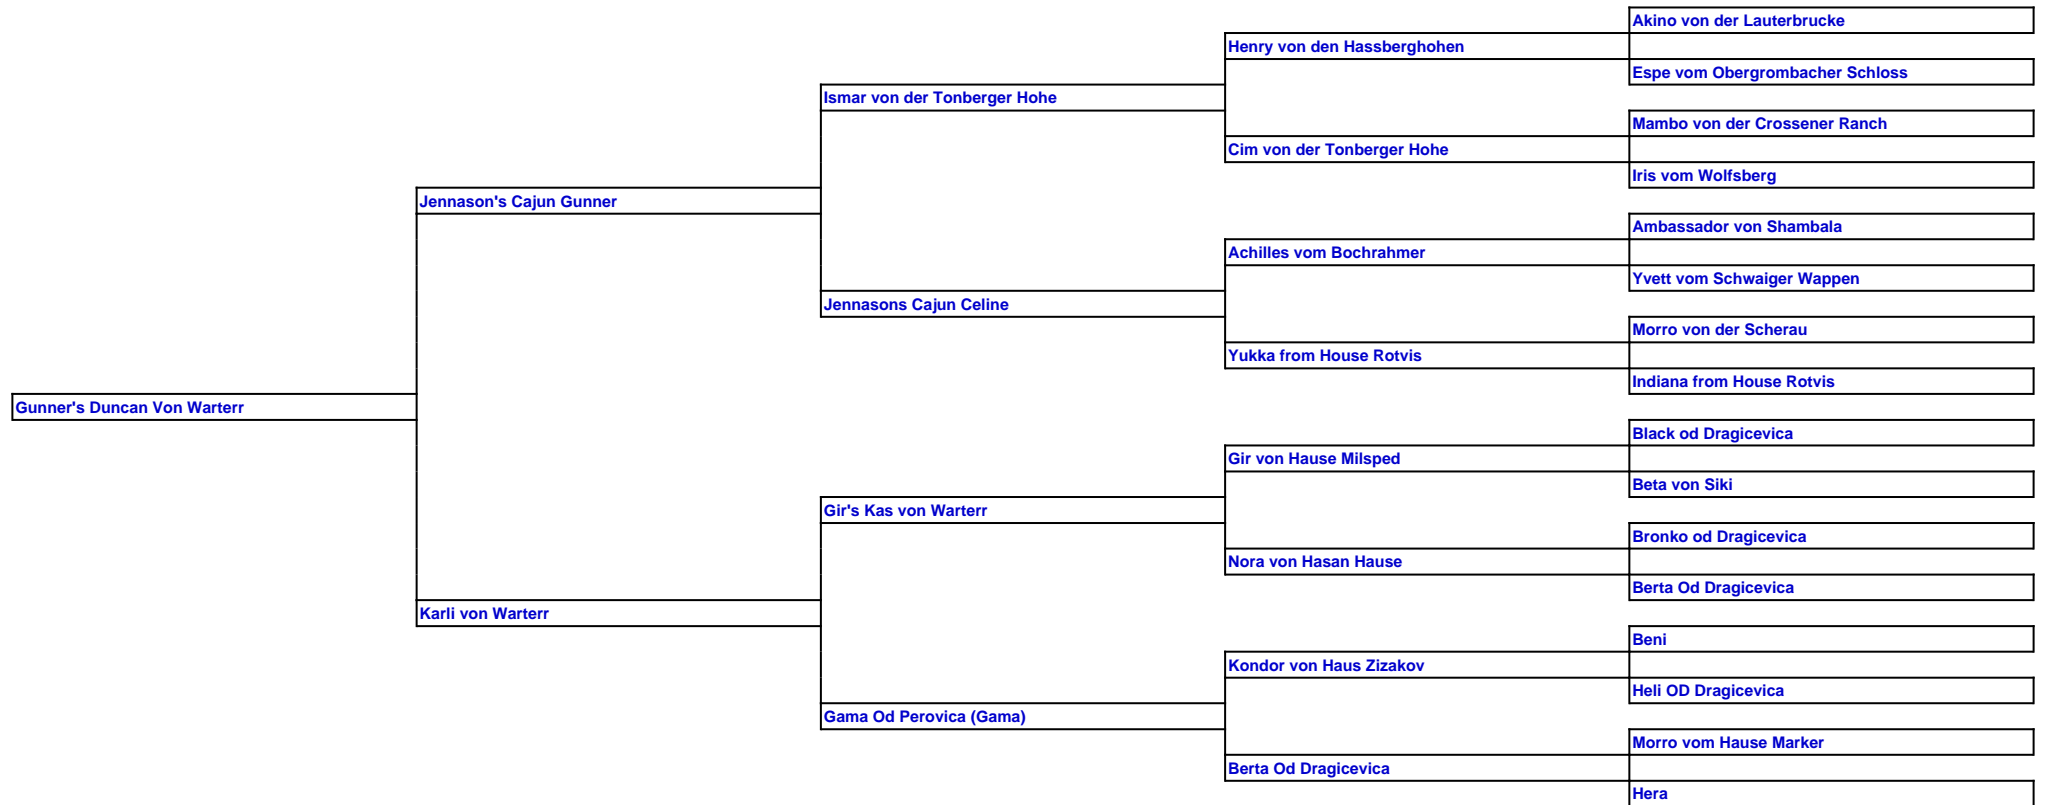 Akino von der Lauterbrucke
Henry von den Hassberghohen
Espe vom Obergrombacher Schloss
Ismar von der Tonberger Hohe
Mambo von der Crossener Ranch
Cim von der Tonberger Hohe
Iris vom Wolfsberg
Jennason's Cajun Gunner
Ambassador von Shambala
Achilles vom Bochrahmer
Yvett vom Schwaiger Wappen
Jennasons Cajun Celine
Morro von der Scherau
Yukka from House Rotvis
Indiana from House Rotvis
Gunner's Duncan Von Warterr
Black od Dragicevica
Gir von Hause Milsped
Beta von Siki
Gir's Kas von Warterr
Bronko od Dragicevica
Nora von Hasan Hause
Berta Od Dragicevica
Karli von Warterr
Beni
Kondor von Haus Zizakov
Heli OD Dragicevica
Gama Od Perovica (Gama)
Morro vom Hause Marker
Berta Od Dragicevica
Hera